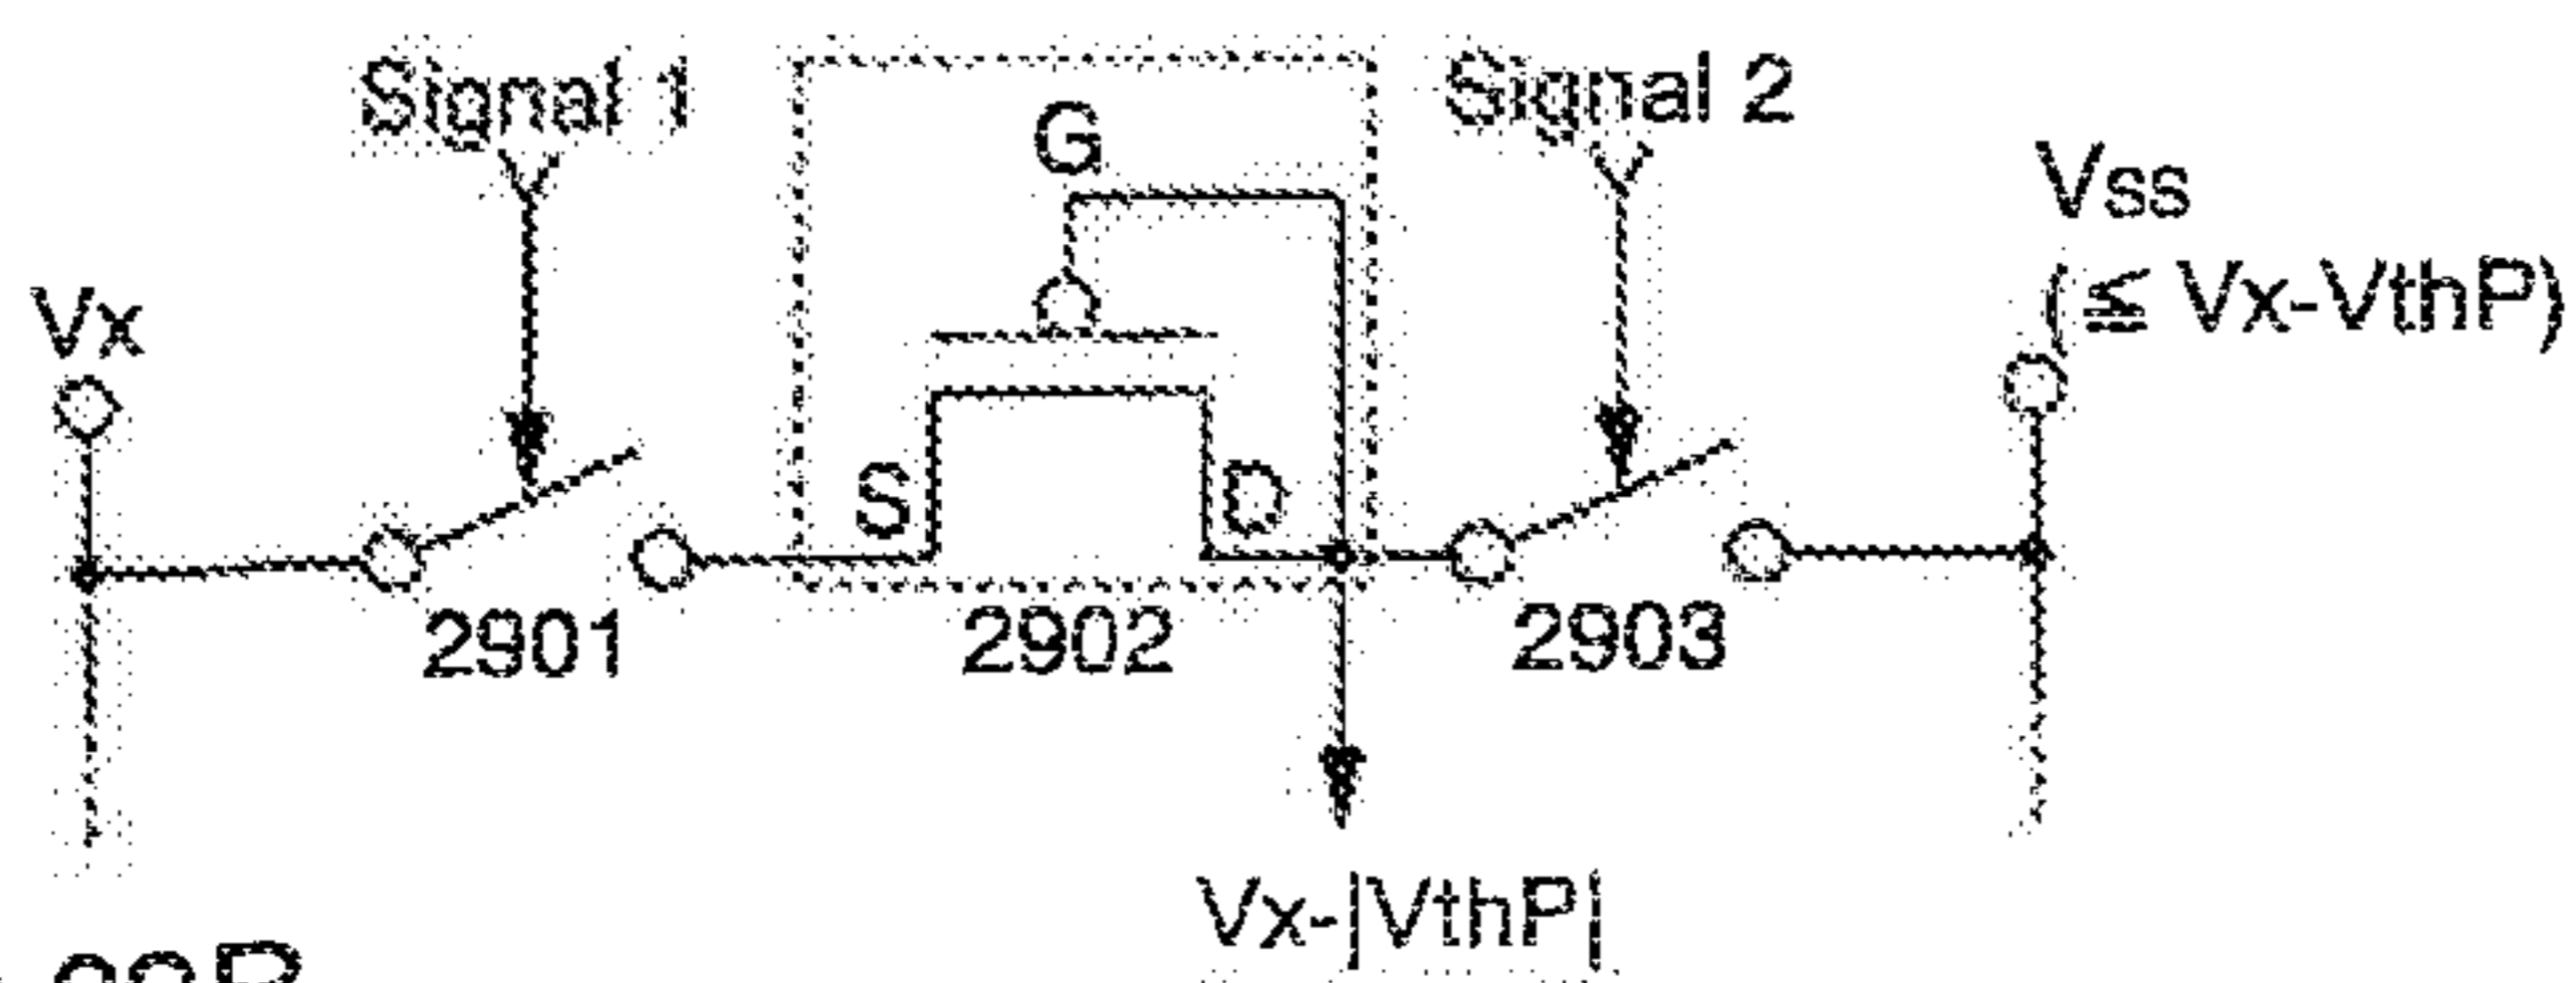 Signal 1
G
Signal 2
Vss
(≦ Vx-VthP)
Vx
S
D
2901
2902
2903
Vx-|VthP|